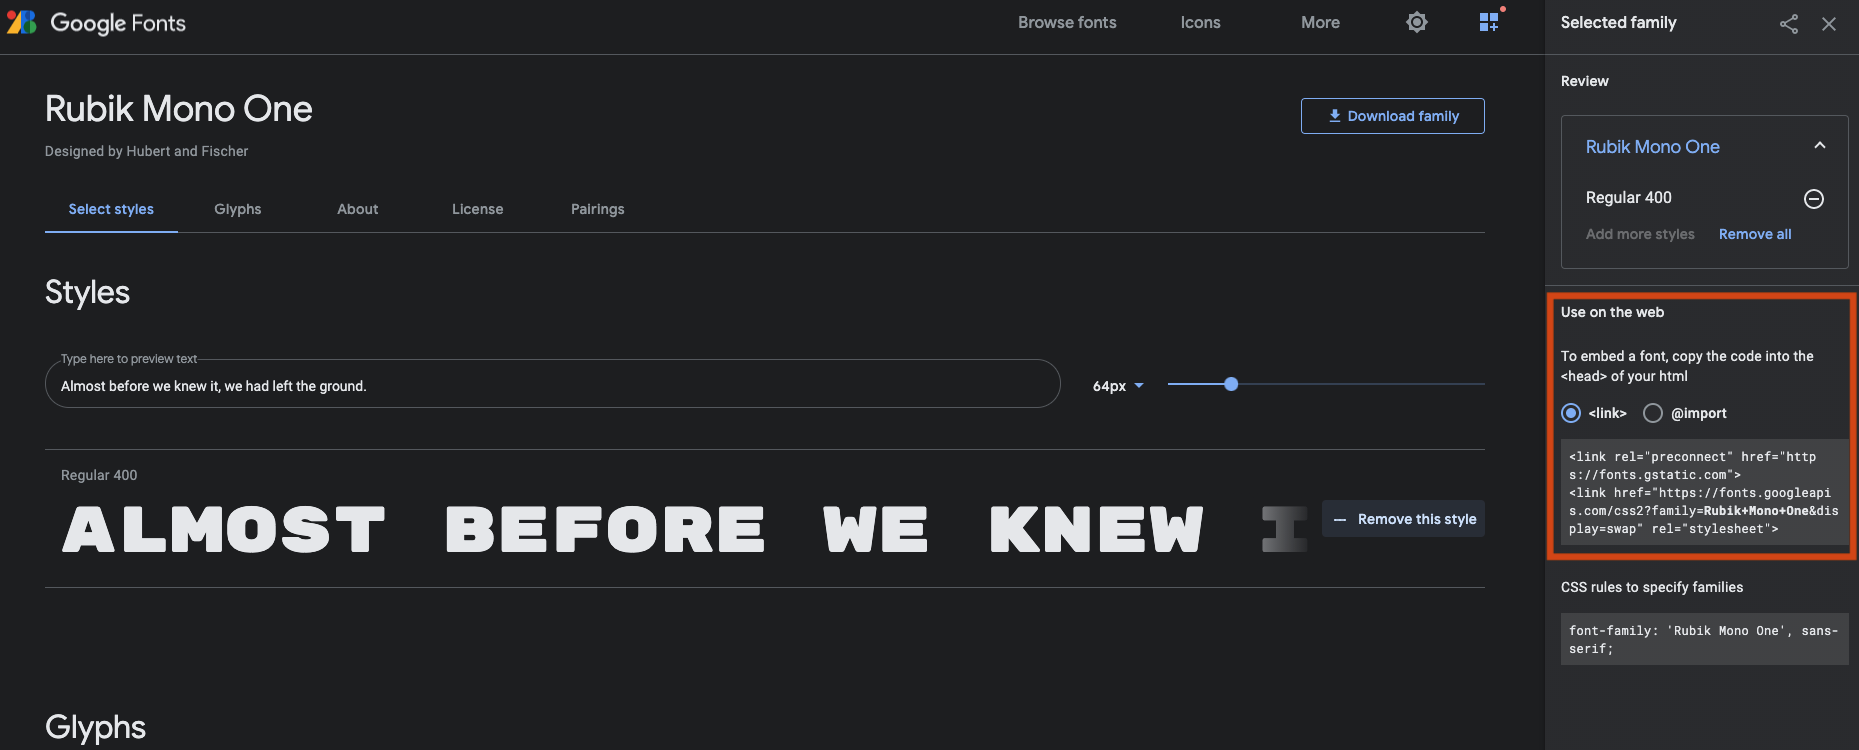 Google Fonts
Browse fonts
Icons
More
Selected family
Rubik Mono One
Designed by Hubert and Fischer
Download family
Select styles
Glyphs
About
License
Pairings
Styles
Type here to preview text
Almost before we knew it, we had left the ground.
64px
Regular 400
ALMOST BEFORE WE KNEW I
Remove this style
Glyphs
Review
Rubik Mono One
Regular 400
Add more styles
Remove all
Use on the web
To embed a font, copy the code into the
<head> of your html
<link>
@import
<link rel="preconnect" href="http
s://fonts.gstatic.com">
<link href="https://fonts.googleapi
s.com/css2?family=Rubik+Mono+One&dis
play=swap" rel="stylesheet">
CSS rules to specify families
font-family: 'Rubik Mono One', sans-
serif;